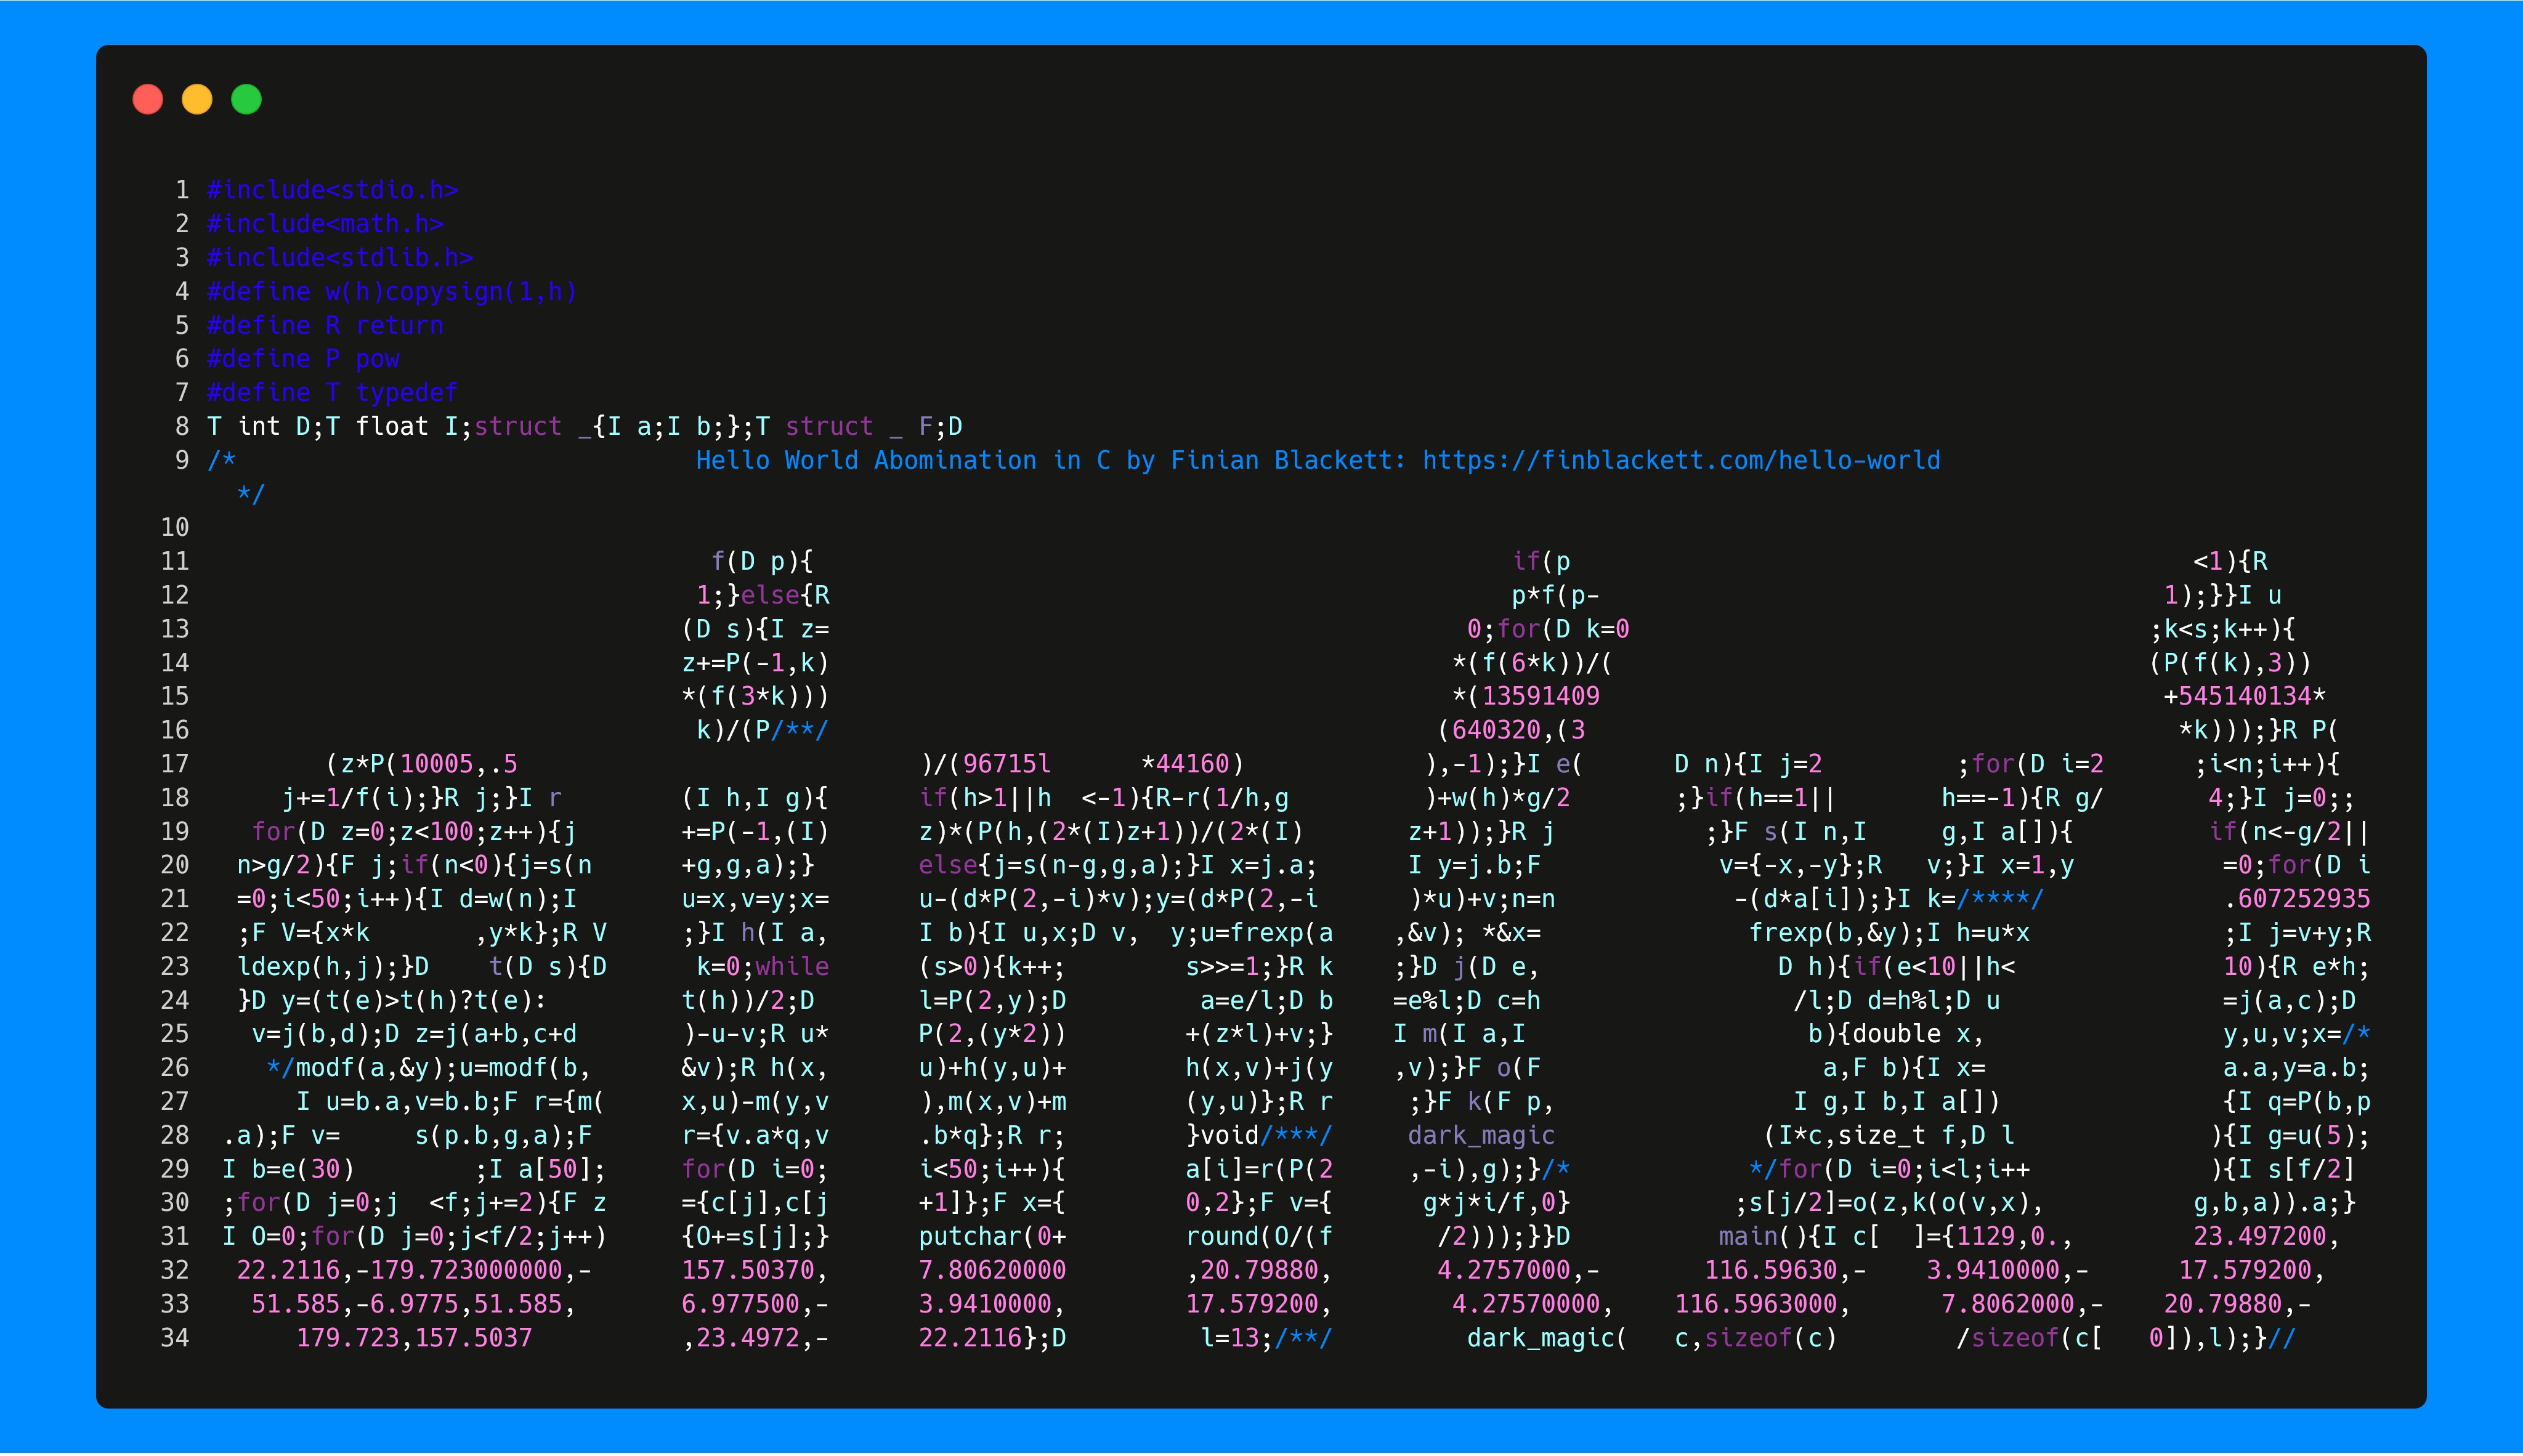 1 #include<stdio.h>
2 #include<math.h>
3 #include<stdlib.h>
4 #define w(h)copysign(1,h)
5 #define R return
6 #define P pow
7 #define T typedef
8 T int D;T float I;struct _{I a;I b;};T struct _ F;D
9 /* Hello World Abomination in C by Finian Blackett: https://finblackett.com/hello-world
*/
10
11 f(D p){ if(p <1){R
12 1;}else{R p*f(p- 1);}}I u
13 (D s){I z= 0;for(D k=0 ;k<s;k++){
14 z+=P(-1,k) *(f(6*k))/( (P(f(k),3))
15 *(f(3*k))) *(13591409 +545140134*
16 k)/(P/**/ (640320,(3 *k)));}R P(
17 (z*P(10005,.5 )/(96715l *44160) ),-1);}I e( D n){I j=2 ;for(D i=2 ;i<n;i++){
18 j+=1/f(i);}R j;}I r (I h,I g){ if(h>1||h <-1){R-r(1/h,g )+w(h)*g/2 ;}if(h==1|| h==-1){R g/ 4;}I j=0;;
19 for(D z=0;z<100;z++){j +=P(-1,(I) z)*(P(h,(2*(I)z+1))/(2*(I) z+1));}R j ;}F s(I n,I g,I a[]){ if(n<-g/2||
20 n>g/2){F j;if(n<0){j=s(n +g,g,a);} else{j=s(n-g,g,a);}I x=j.a; I y=j.b;F v={-x,-y};R v;}I x=1,y =0;for(D i
21 =0;i<50;i++){I d=w(n);I u=x,v=y;x= u-(d*P(2,-i)*v);y=(d*P(2,-i )*u)+v;n=n -(d*a[i]);}I k=/****/ .607252935
22 ;F V={x*k ,y*k};R V ;}I h(I a, I b){I u,x;D v, y;u=frexp(a ,&v); *&x= frexp(b,&y);I h=u*x ;I j=v+y;R
23 ldexp(h,j);}D t(D s){D k=0;while (s>0){k++; s>>=1;}R k ;}D j(D e, D h){if(e<10||h< 10){R e*h;
24 }D y=(t(e)>t(h)?t(e): t(h))/2;D l=P(2,y);D a=e/l;D b =e%l;D c=h /l;D d=h%l;D u =j(a,c);D
25 v=j(b,d);D z=j(a+b,c+d )-u-v;R u* P(2,(y*2)) +(z*l)+v;} I m(I a,I b){double x, y,u,v;x=/*
26 */modf(a,&y);u=modf(b, &v);R h(x, u)+h(y,u)+ h(x,v)+j(y ,v);}F o(F a,F b){I x= a.a,y=a.b;
27 I u=b.a,v=b.b;F r={m( x,u)-m(y,v ),m(x,v)+m (y,u)};R r ;}F k(F p, I g,I b,I a[]) {I q=P(b,p
28 .a);F v= s(p.b,g,a);F r={v.a*q,v .b*q};R r; }void/***/ dark_magic (I*c,size_t f,D l ){I g=u(5);
29 I b=e(30) ;I a[50]; for(D i=0; i<50;i++){ a[i]=r(P(2 ,-i),g);}/* */for(D i=0;i<l;i++ ){I s[f/2]
30 ;for(D j=0;j <f;j+=2){F z ={c[j],c[j +1]};F x={ 0,2};F v={ g*j*i/f,0} ;s[j/2]=o(z,k(o(v,x), g,b,a)).a;}
31 I O=0;for(D j=0;j<f/2;j++) {O+=s[j];} putchar(0+ round(O/(f /2)));}}D main(){I c[ ]={1129,0., 23.497200,
32 22.2116,-179.723000000,- 157.50370, 7.80620000 ,20.79880, 4.2757000,- 116.59630,- 3.9410000,- 17.579200,
33 51.585,-6.9775,51.585, 6.977500,- 3.9410000, 17.579200, 4.27570000, 116.5963000, 7.8062000,- 20.79880,-
34 179.723,157.5037 ,23.4972,- 22.2116};D l=13;/**/ dark_magic( c,sizeof(c) /sizeof(c[ 0]),l);}//